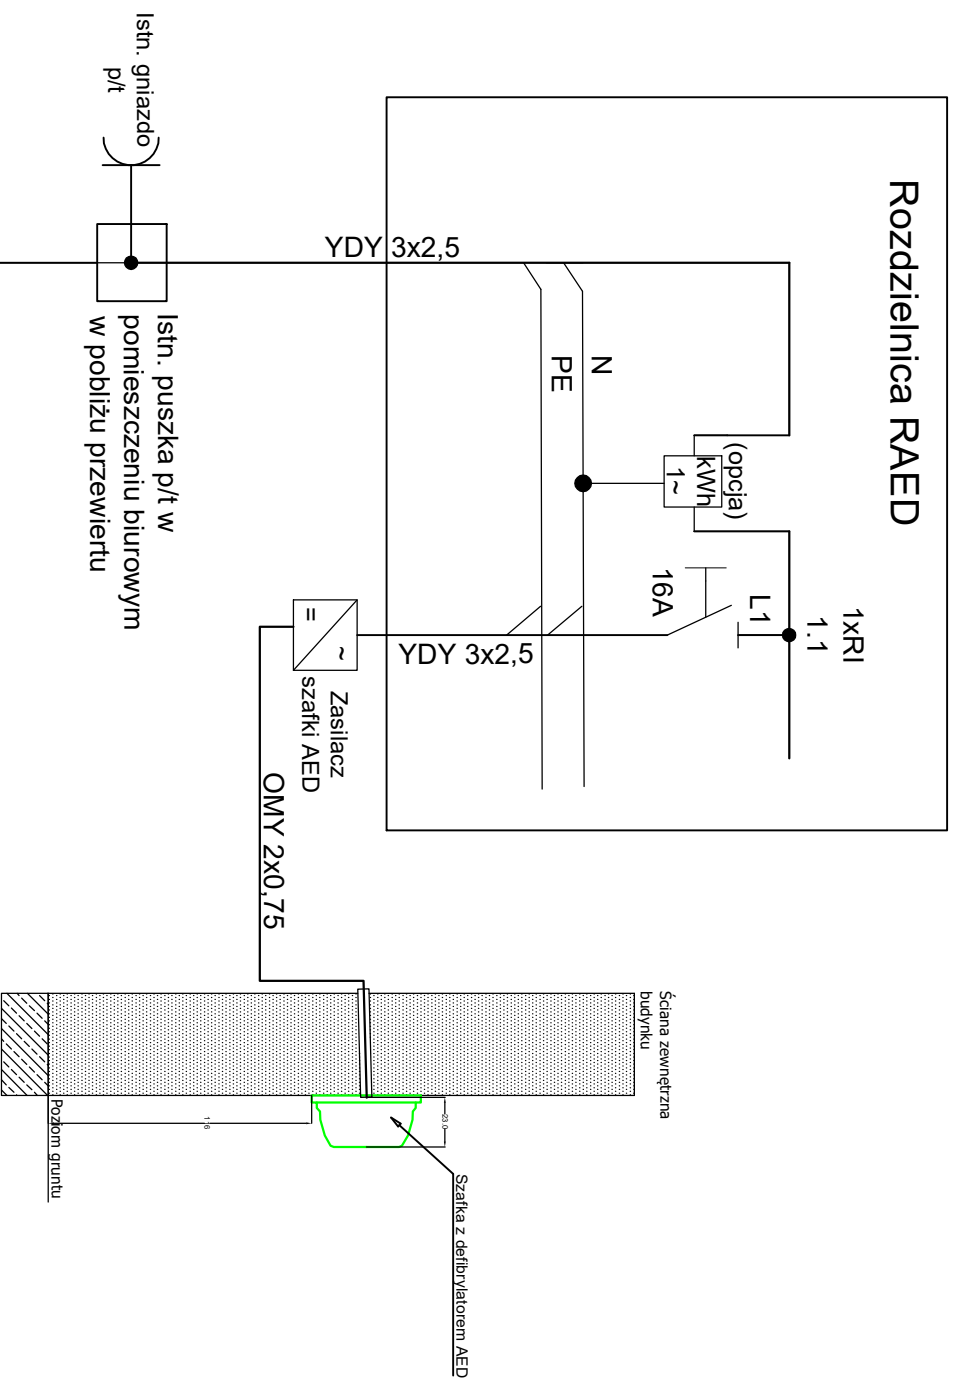 Rozdzielnica RAED
1xRI
1.1
L1
16A
(opcja)
kWh
1~
N
PE
YDY 3x2,5
YDY 3x2,5
Istn. gniazdo
p/t
Istn. puszka p/t w
pomieszczeniu biurowym
w pobliżu przewiertu
=
~
Zasilacz
szafki AED
OMY 2x0,75
Ściana zewnętrzna
budynku
23.0
Szafka z defibrylatorem AED
Poziom gruntu